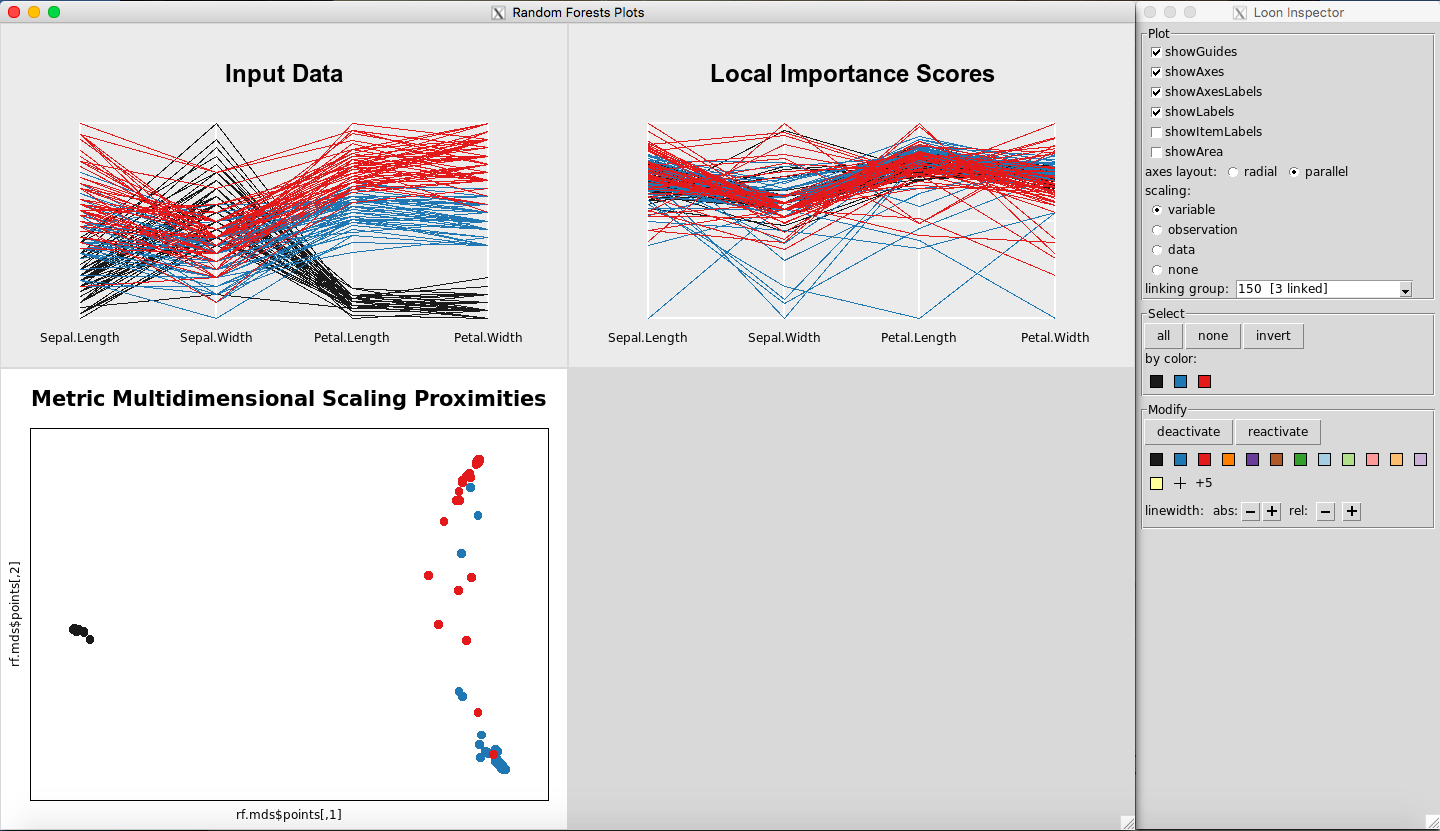 Random Forests Plots
Input Data
Sepal.Length Sepal.Width Petal.Length Petal.Width
Local Importance Scores
Sepal.Length Sepal.Width Petal.Length Petal.Width
Metric Multidimensional Scaling Proximities
rf.mds$points[,2]
rf.mds$points[,1]
Loon Inspector
Plot
showGuides
showAxes
showAxesLabels
showLabels
showItemLabels
showArea
axes layout: radial parallel
scaling:
variable
observation
data
none
linking group: 150 [3 linked]
Select
all none invert
by color:
Modify
deactivate reactivate
+5
linewidth: abs: − + rel: − +